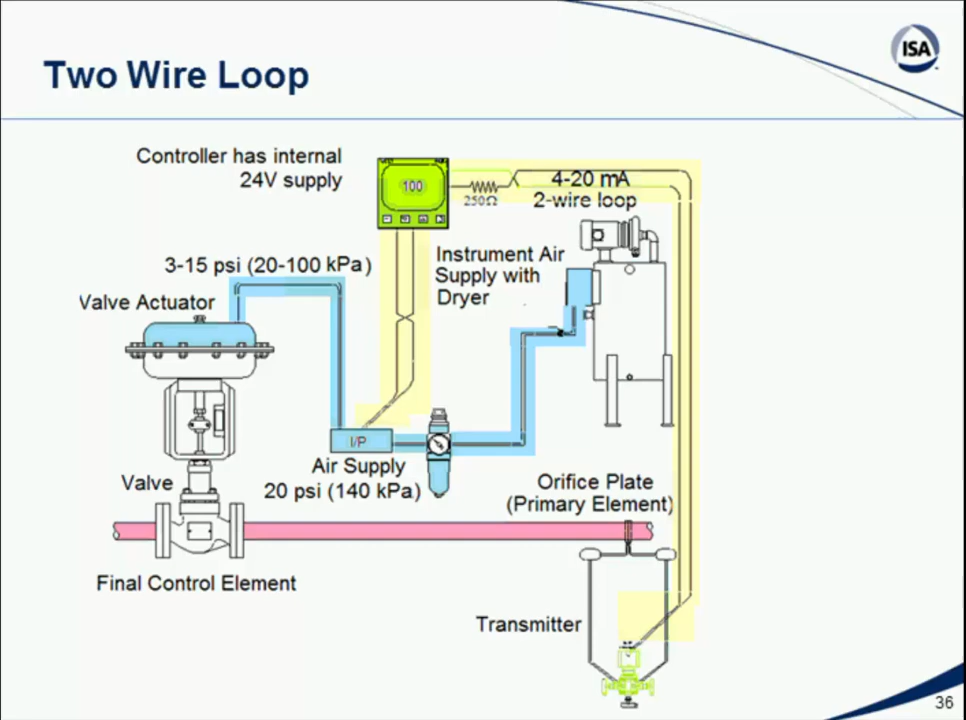 ISA
Two Wire Loop
Controller has internal
24V supply
100
250Ω
4-20 mA
2-wire loop
3-15 psi (20-100 kPa)
Instrument Air
Supply with
Dryer
Valve Actuator
I/P
Air Supply
20 psi (140 kPa)
Valve
Orifice Plate
(Primary Element)
Final Control Element
Transmitter
36